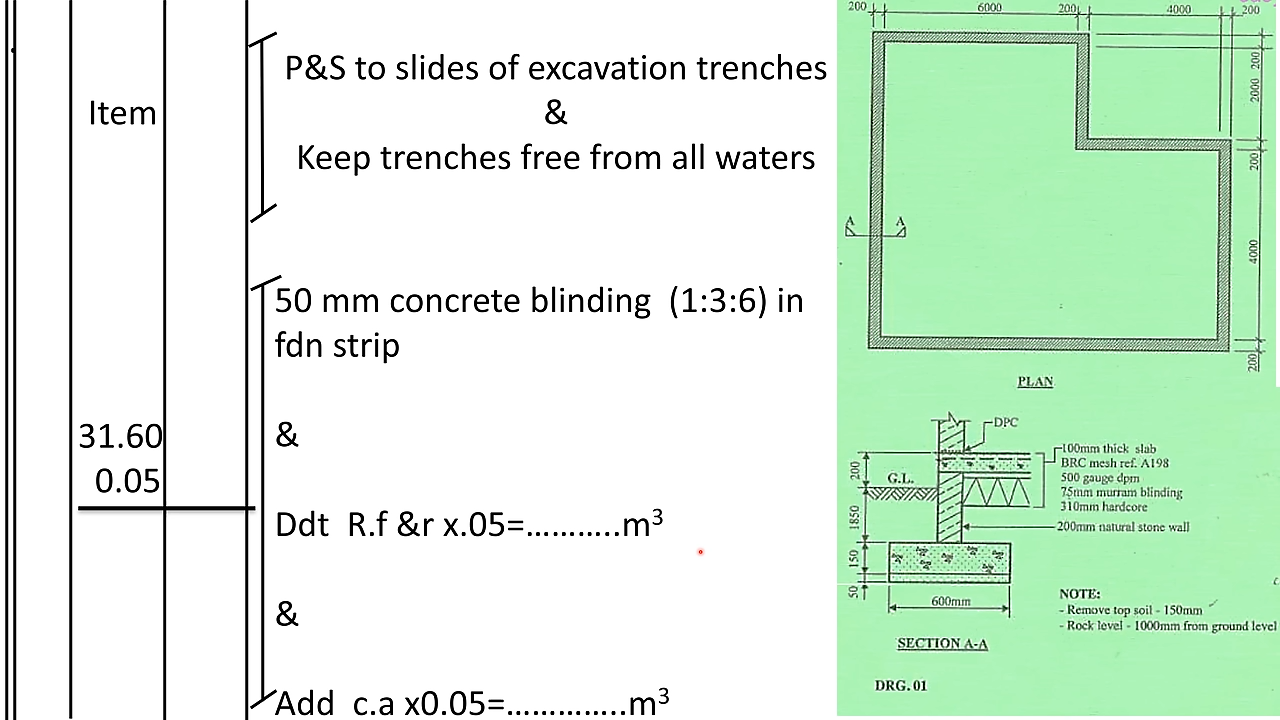 Item
P&S to slides of excavation trenches
&
Keep trenches free from all waters
50 mm concrete blinding (1:3:6) in
fdn strip
&
31.60
0.05
Ddt R.f &r x.05=………..m³
&
Add c.a x0.05=…………..m³
200
6000
200
4000
200
200
2000
200
4000
200
A
A
PLAN
DPC
100mm thick slab
BRC mesh ref. A198
500 gauge dpm
75mm murram blinding
310mm hardcore
200mm natural stone wall
G.L.
200
1850
150
50
600mm
SECTION A-A
NOTE:
- Remove top soil - 150mm
- Rock level - 1000mm from ground level
DRG. 01